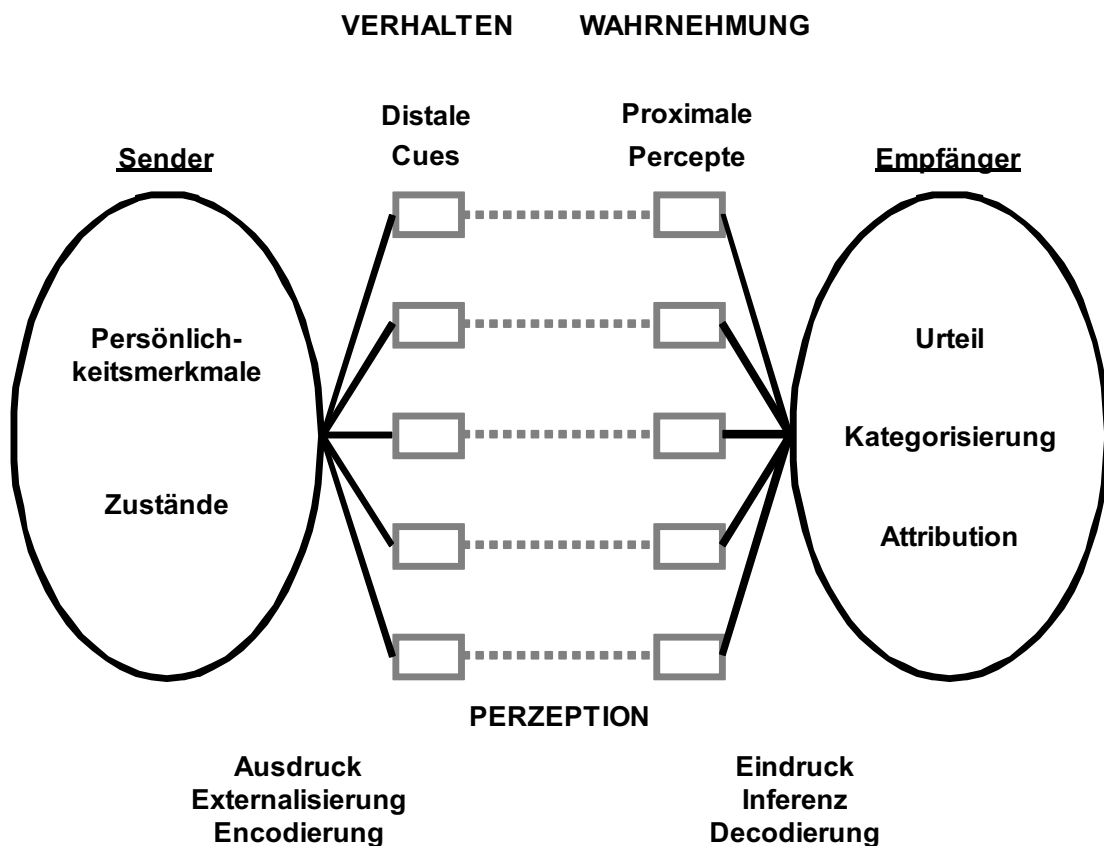 VERHALTEN WAHRNEHMUNG
Distale
Cues
Proximale
Percepte
Sender
Empfänger
Persönlich-
keitsmerkmale
Zustände
Urteil
Kategorisierung
Attribution
PERZEPTION
Ausdruck
Externalisierung
Encodierung
Eindruck
Inferenz
Decodierung